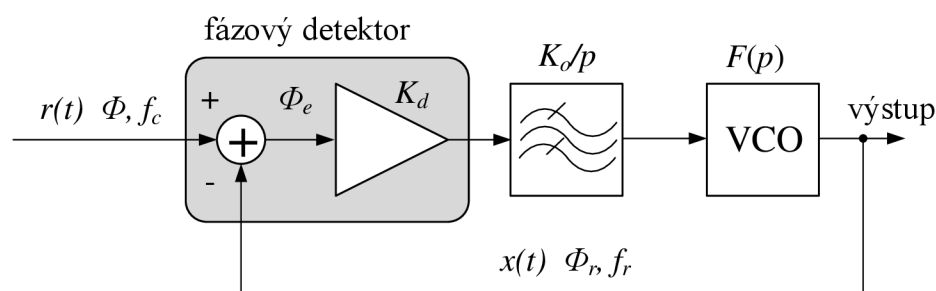 fázový detektor
K_o/p
F(p)
r(t) Φ, f_c
+
Φ_e
K_d
výstup
+
-
VCO
x(t) Φ_r, f_r